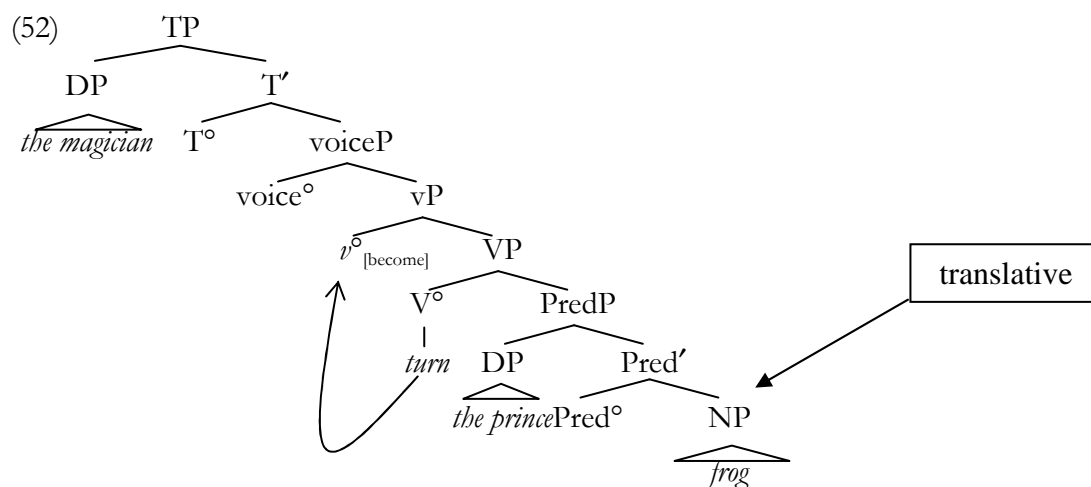 (52) TP
DP T′
the magician T° voiceP
voice° vP
v°[become] VP
translative
V° PredP
turn DP Pred′
the prince Pred° NP
frog